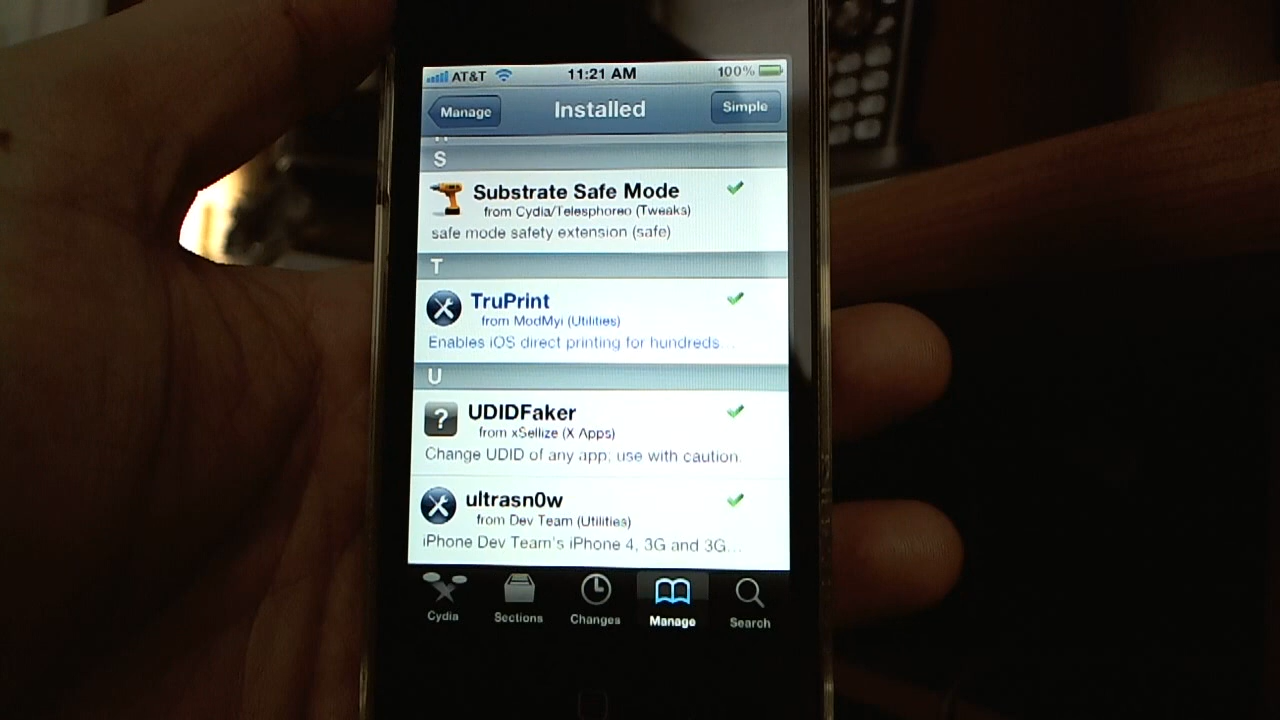 AT&T 11:21 AM 100%
Manage Installed Simple
S
Substrate Safe Mode
from Cydia/Telesphoreo (Tweaks)
safe mode safety extension (safe)
T
TruPrint
from ModMyi (Utilities)
Enables iOS direct printing for hundreds...
U
?
UDIDFaker
from xSellize (X Apps)
Change UDID of any app; use with caution.
ultrasn0w
from Dev Team (Utilities)
iPhone Dev Team's iPhone 4, 3G and 3G...
Cydia Sections Changes Manage Search